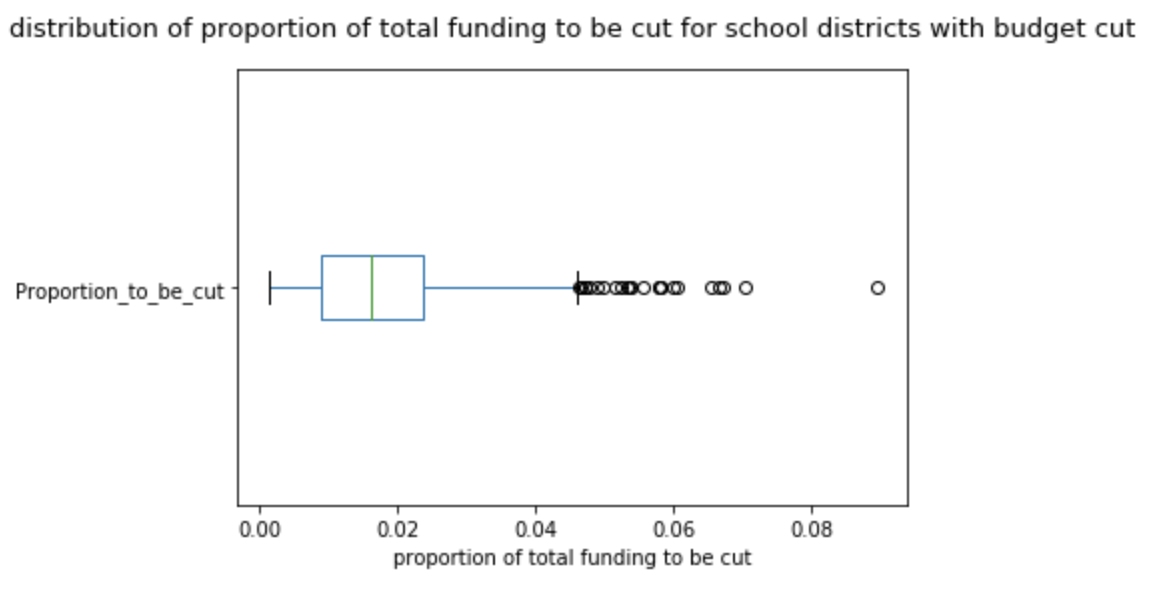 distribution of proportion of total funding to be cut for school districts with budget cut
Proportion_to_be_cut
0.00 0.02 0.04 0.06 0.08
proportion of total funding to be cut